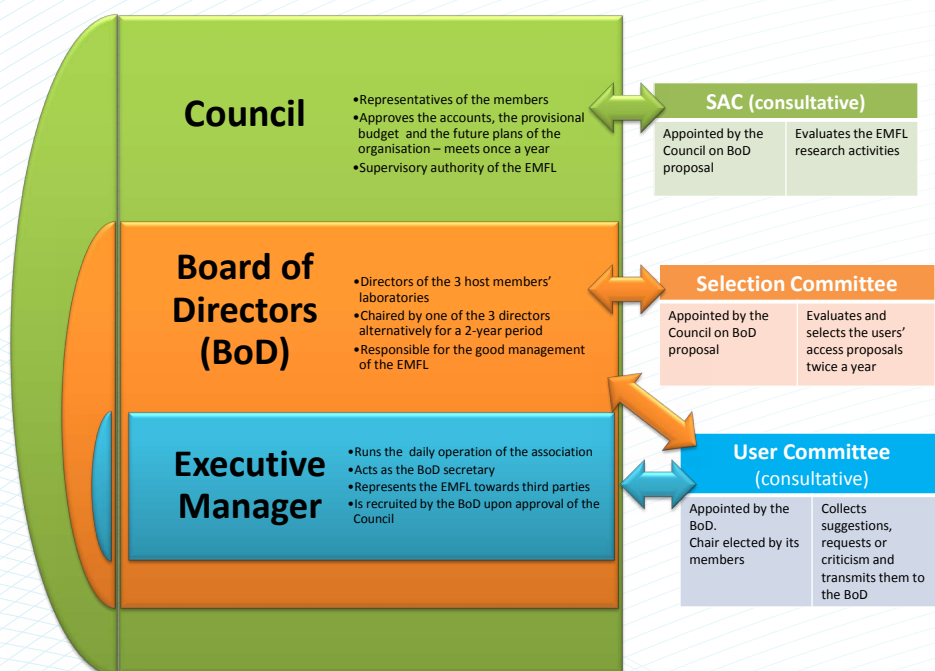 Council
•Representatives of the members
•Approves the accounts, the provisional
budget and the future plans of the
organisation – meets once a year
•Supervisory authority of the EMFL
SAC (consultative)
Appointed by the
Council on BoD
proposal
Evaluates the EMFL
research activities
Board of
Directors
(BoD)
•Directors of the 3 host members’
laboratories
•Chaired by one of the 3 directors
alternatively for a 2-year period
•Responsible for the good management
of the EMFL
Selection Committee
Appointed by the
Council on BoD
proposal
Evaluates and
selects the users’
access proposals
twice a year
Executive
Manager
•Runs the daily operation of the association
•Acts as the BoD secretary
•Represents the EMFL towards third parties
•Is recruited by the BoD upon approval of the
Council
User Committee
(consultative)
Appointed by the
BoD.
Chair elected by its
members
Collects
suggestions,
requests or
criticism and
transmits them to
the BoD